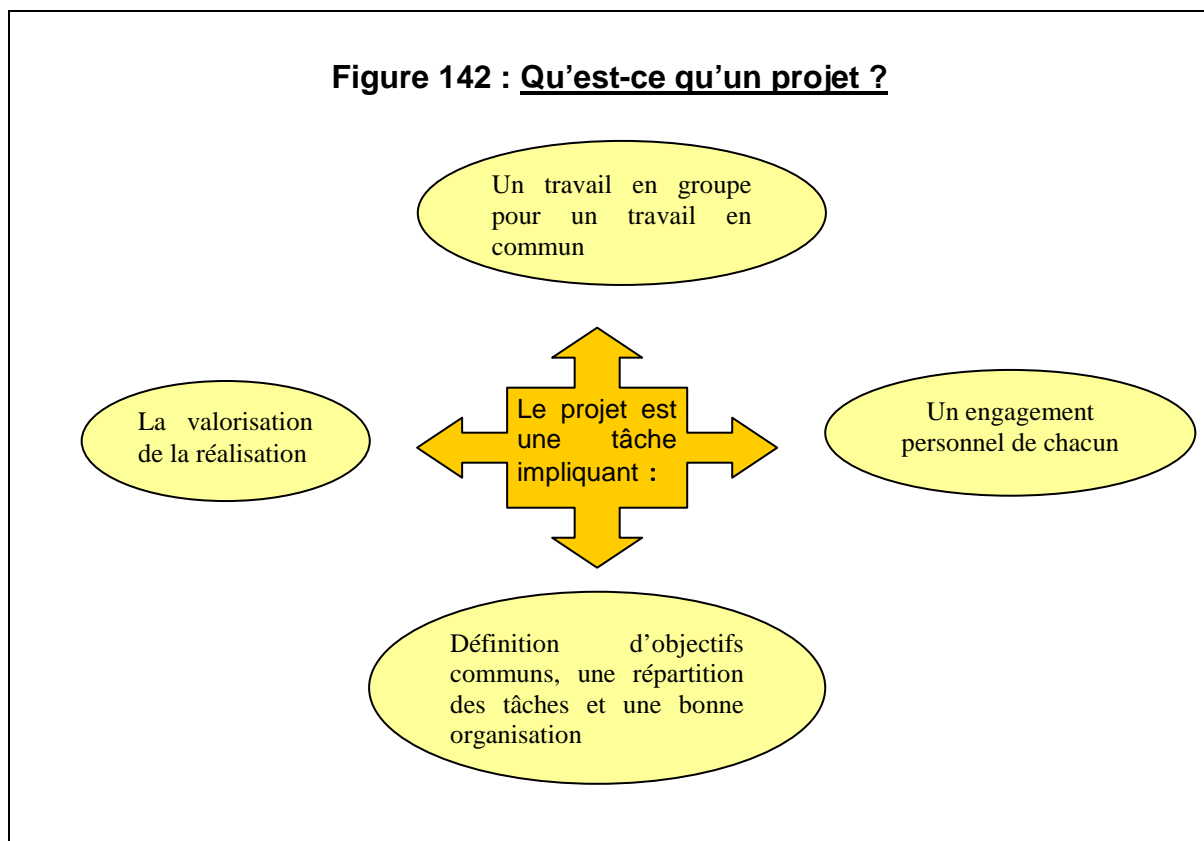 Figure 142 : Qu’est-ce qu’un projet ?
Un travail en groupe
pour un travail en
commun
La valorisation
de la réalisation
Le projet est
une tâche
impliquant :
Un engagement
personnel de chacun
Définition d’objectifs
communs, une répartition
des tâches et une bonne
organisation